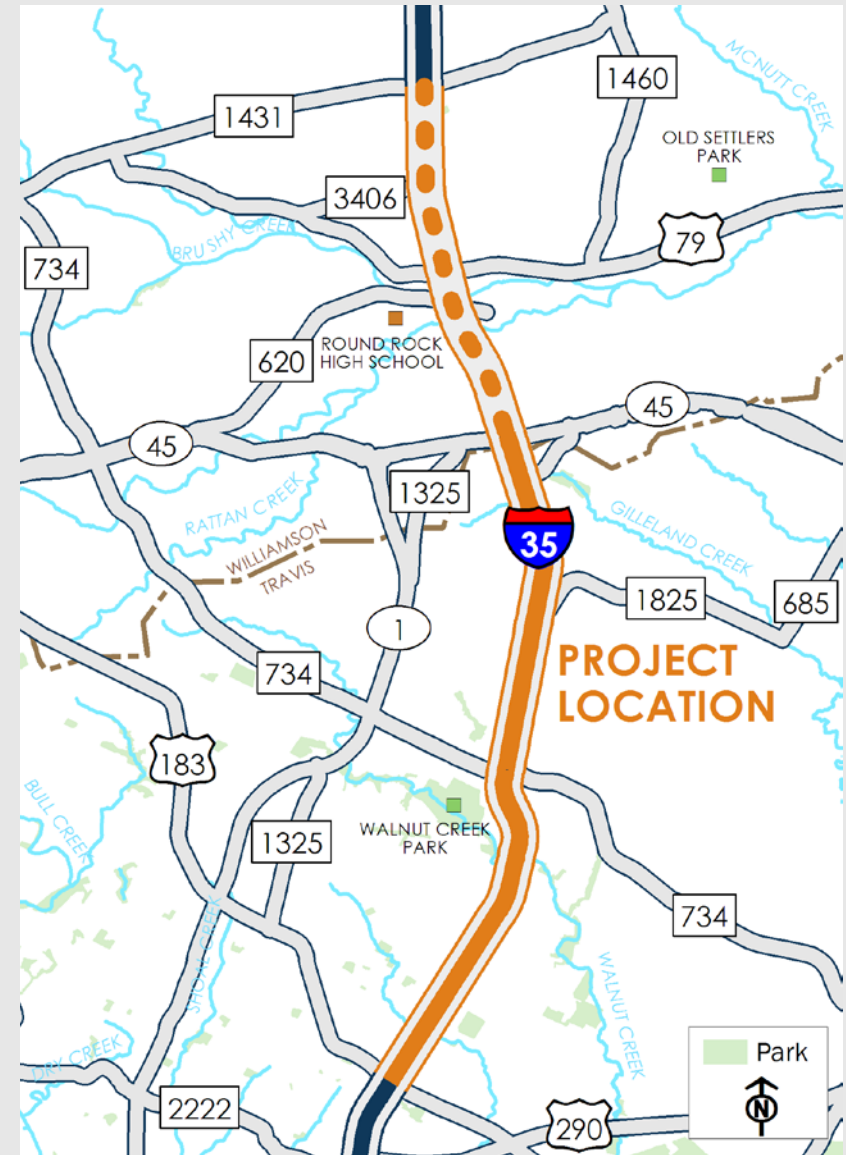 MCNUTT CREEK
1460
1431
OLD SETTLERS
PARK
3406
79
BRUSHY CREEK
734
ROUND ROCK
HIGH SCHOOL
620
45
45
1325
RATTAN CREEK
GILLELAND CREEK
35
WILLIAMSON
TRAVIS
1825
685
1
PROJECT
LOCATION
734
183
BULL CREEK
WALNUT CREEK
PARK
1325
734
SHOAL CREEK
WALNUT CREEK
DRY CREEK
Park
N
2222
290